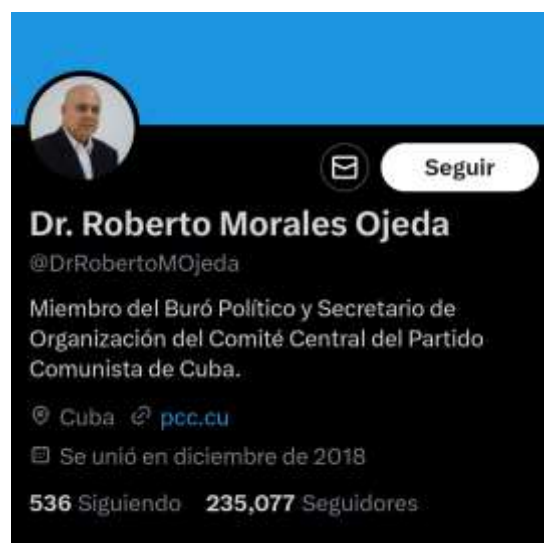 Seguir
Dr. Roberto Morales Ojeda
@DrRobertoMOjeda
Miembro del Buró Político y Secretario de
Organización del Comité Central del Partido
Comunista de Cuba.
Cuba pcc.cu
Se unió en diciembre de 2018
536 Siguiendo 235,077 Seguidores